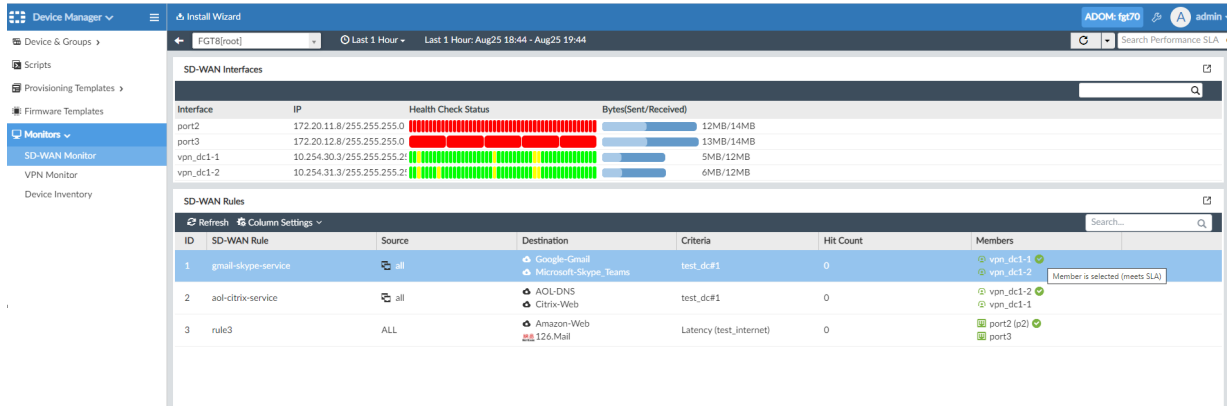 Device Manager
Install Wizard
ADOM: fgt70
A
admin
Device & Groups
FGT8[root]
Last 1 Hour
Last 1 Hour: Aug25 18:44 - Aug25 19:44
Search Performance SLA
Scripts
Provisioning Templates
Firmware Templates
Monitors
SD-WAN Monitor
VPN Monitor
Device Inventory
SD-WAN Interfaces
Interface IP Health Check Status Bytes(Sent/Received)
port2 172.20.11.8/255.255.255.0 12MB/14MB
port3 172.20.12.8/255.255.255.0 13MB/14MB
vpn_dc1-1 10.254.30.3/255.255.255.2 5MB/12MB
vpn_dc1-2 10.254.31.3/255.255.255.2 6MB/12MB
SD-WAN Rules
Refresh Column Settings Search...
ID SD-WAN Rule Source Destination Criteria Hit Count Members
1 gmail-skype-service all Google-Gmail test_dc#1 0 vpn_dc1-1
Microsoft-Skype_Teams vpn_dc1-2
Member is selected (meets SLA)
2 aol-citrix-service all AOL-DNS test_dc#1 0 vpn_dc1-2
Citrix-Web vpn_dc1-1
3 rule3 ALL Amazon-Web Latency (test_internet) 0 port2 (p2)
126.Mail port3